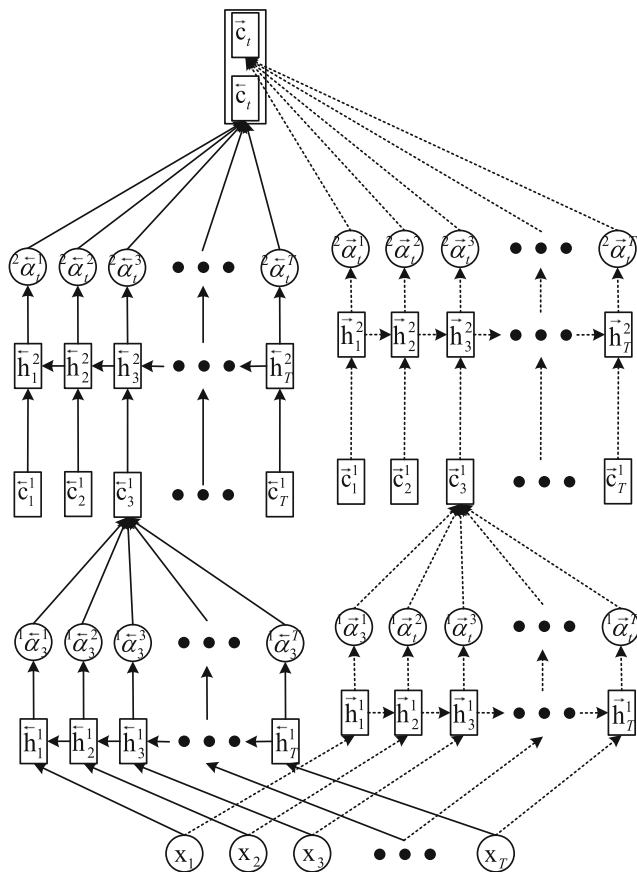 c⃗_t
c⃖_t
²α⃖_t^1 ²α⃖_t^2 ²α⃖_t^3 ● ● ● ²α⃖_t^T
²α⃗_t^1 ²α⃗_t^2 ²α⃗_t^3 ● ● ● ²α⃗_t^T
h⃖_1^2 h⃖_2^2 h⃖_3^2 ● ● ● h⃖_T^2
h⃗_1^2 h⃗_2^2 h⃗_3^2 ● ● ● h⃗_T^2
c⃖_1^1 c⃖_2^1 c⃖_3^1 ● ● ● c⃖_T^1
c⃗_1^1 c⃗_2^1 c⃗_3^1 ● ● ● c⃗_T^1
¹α⃖_3^1 ¹α⃖_3^2 ¹α⃖_3^3 ● ● ● ¹α⃖_3^T
¹α⃗_3^1 ¹α⃗_t^2 ¹α⃗_t^3 ● ● ● ¹α⃗_t^T
h⃖_1^1 h⃖_2^1 h⃖_3^1 ● ● ● h⃖_T^1
h⃗_1^1 h⃗_2^1 h⃗_3^1 ● ● ● h⃗_T^1
x_1 x_2 x_3 ● ● ● x_T